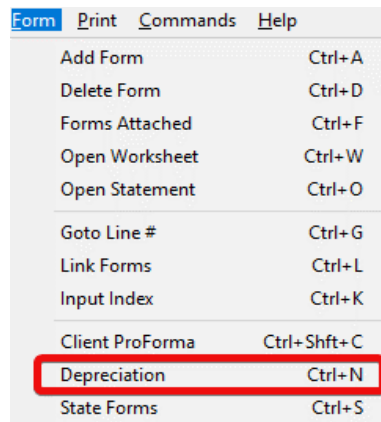 Form Print Commands Help
Add Form Ctrl+A
Delete Form Ctrl+D
Forms Attached Ctrl+F
Open Worksheet Ctrl+W
Open Statement Ctrl+O
Goto Line # Ctrl+G
Link Forms Ctrl+L
Input Index Ctrl+K
Client ProForma Ctrl+Shft+C
Depreciation Ctrl+N
State Forms Ctrl+S